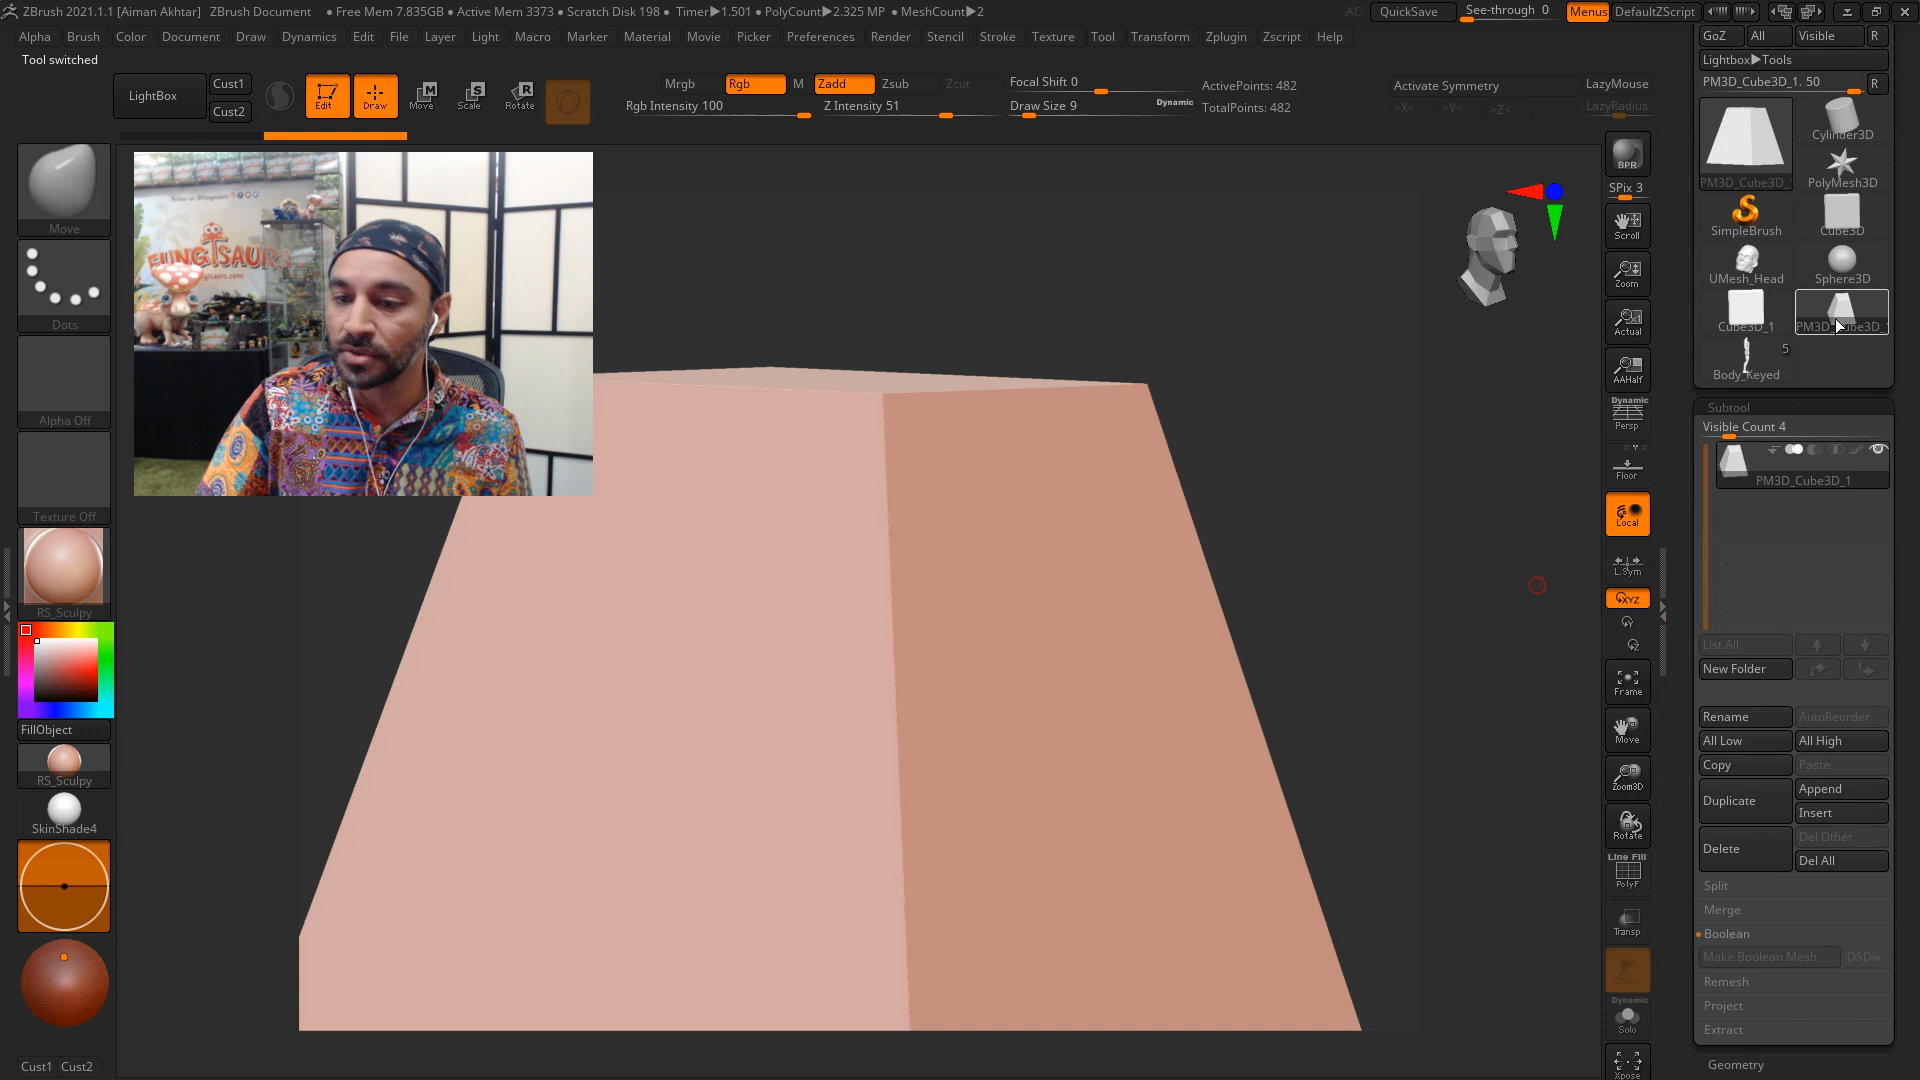 ZBrush 2021.1.1 [Aiman Akhtar] ZBrush Document • Free Mem 7.835GB • Active Mem 3373 • Scratch Disk 198 • Timer▶1.501 • PolyCount▶2.325 MP • MeshCount▶2 AC QuickSave See-through 0 Menus DefaultZScript
Alpha Brush Color Document Draw Dynamics Edit File Layer Light Macro Marker Material Movie Picker Preferences Render Stencil Stroke Texture Tool Transform Zplugin Zscript Help
Tool switched
LightBox
Cust1
Cust2
Edit Draw Move Scale Rotate
Mrgb Rgb M Zadd Zsub Zcut
Rgb Intensity 100 Z Intensity 51
Focal Shift 0
Draw Size 9 Dynamic
ActivePoints: 482
TotalPoints: 482
Activate Symmetry
>X< >Y< >Z<
LazyMouse
LazyRadius
Move
Dots
Alpha Off
Texture Off
RS_Sculpy
FillObject
RS_Sculpy
SkinShade4
Cust1 Cust2
FUNGISAURS
BPR
SPix 3
Scroll
Zoom
Actual
AAHalf
Dynamic
Persp
Floor
Local
L.Sym
XYZ
Frame
Move
Zoom3D
Rotate
Line Fill
PolyF
Transp
Ghost
Dynamic
Solo
Xpose
GoZ All Visible R
Lightbox▶Tools
PM3D_Cube3D_1. 50 R
PM3D_Cube3D_1
Cylinder3D
PolyMesh3D
SimpleBrush Cube3D
UMesh_Head Sphere3D
Cube3D_1 PM3D_Cube3D_1
5
Body_Keyed
Subtool
Visible Count 4
PM3D_Cube3D_1
List All
New Folder
Rename AutoReorder
All Low All High
Copy Paste
Duplicate Append
Insert
Delete Del Other
Del All
Split
Merge
Boolean
Make Boolean Mesh DSDiv
Remesh
Project
Extract
Geometry